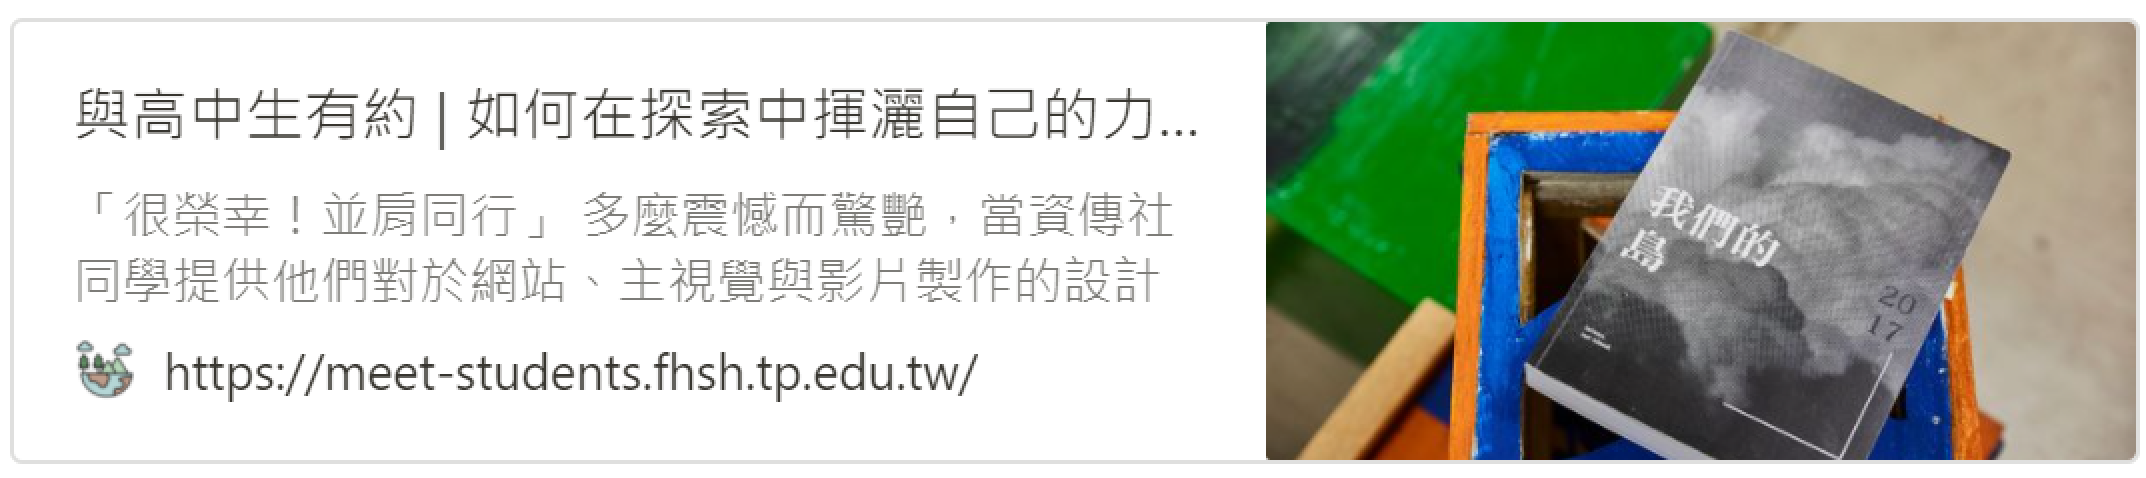 與高中生有約 | 如何在探索中揮灑自己的力...
「很榮幸！並肩同行」 多麼震憾而驚艷，當資傳社
同學提供他們對於網站、主視覺與影片製作的設計
https://meet-students.fhsh.tp.edu.tw/
我們的
島
20
17